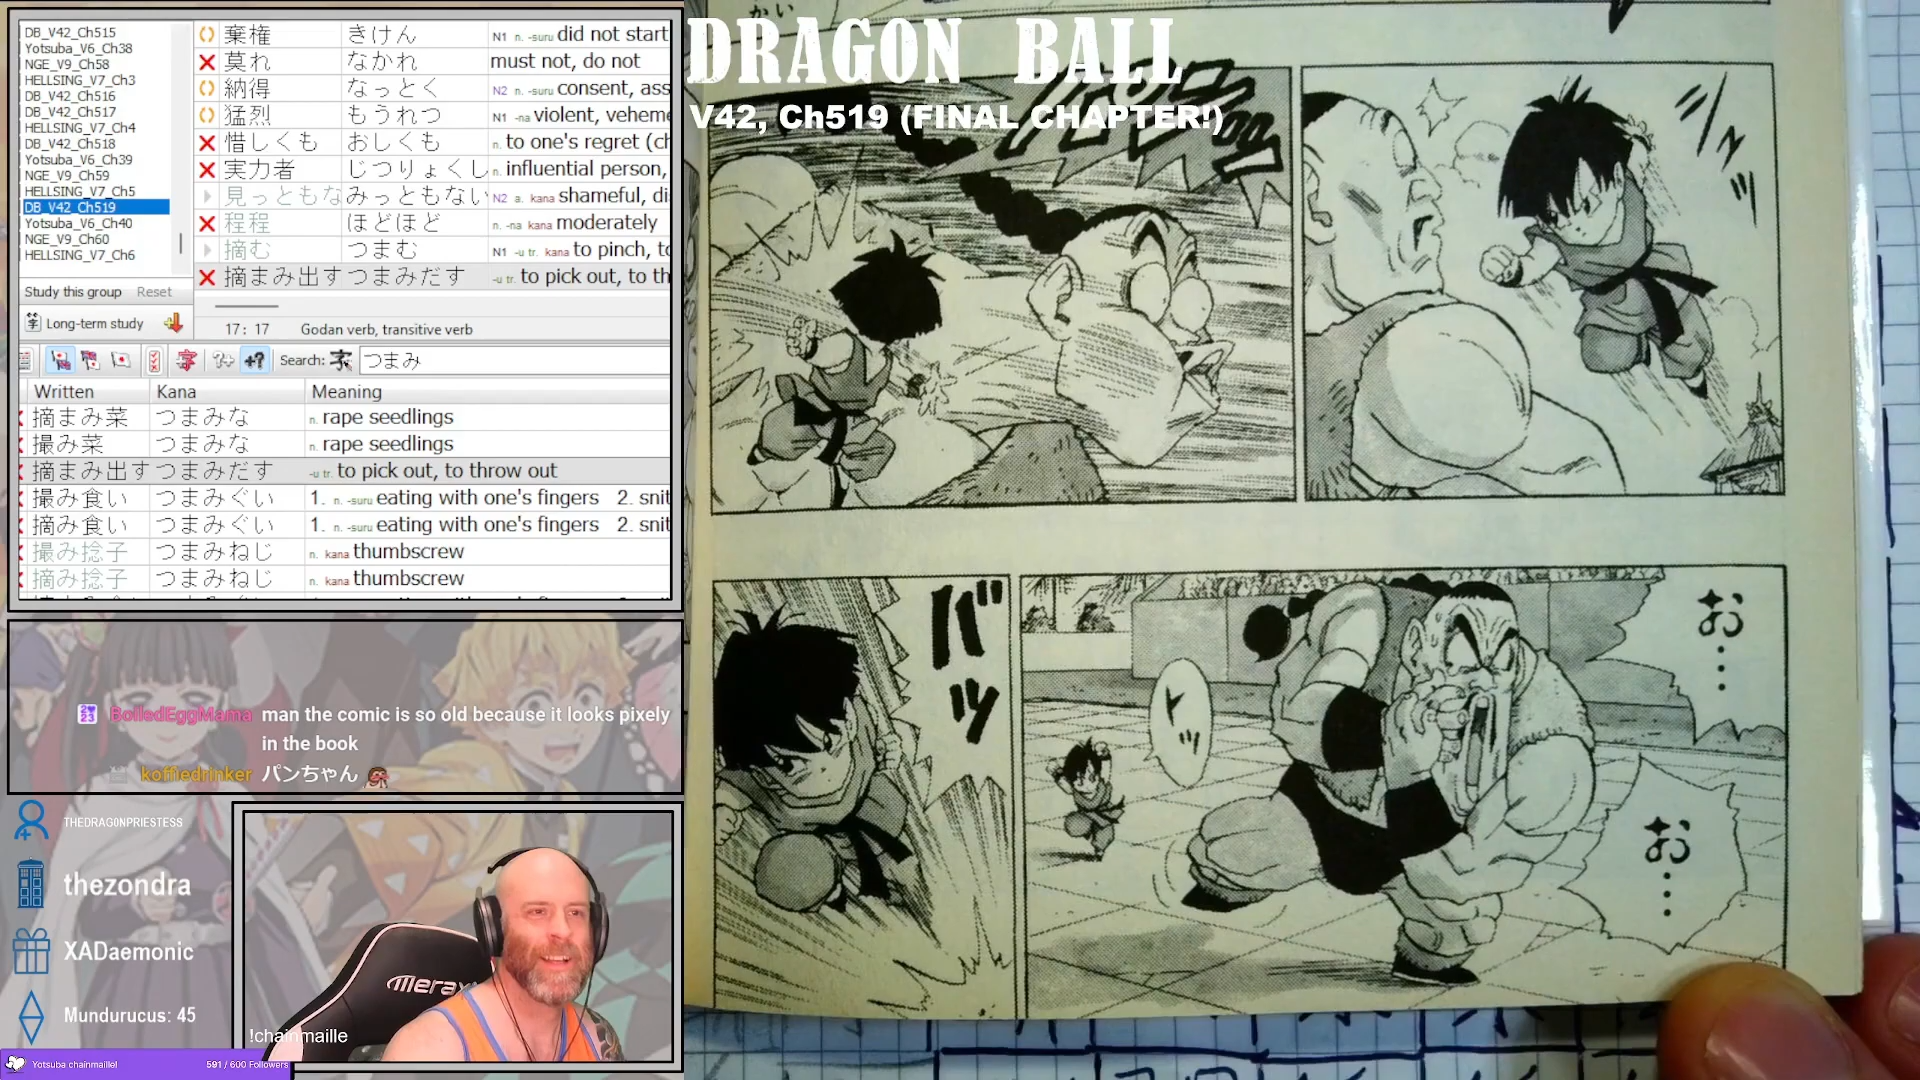 DB_V42_Ch515
Yotsuba_V6_Ch38
NGE_V9_Ch58
HELLSING_V7_Ch3
DB_V42_Ch516
DB_V42_Ch517
HELLSING_V7_Ch4
DB_V42_Ch518
Yotsuba_V6_Ch39
NGE_V9_Ch59
HELLSING_V7_Ch5
DB_V42_Ch519
Yotsuba_V6_Ch40
NGE_V9_Ch60
HELLSING_V7_Ch6
Study this group Reset
Long-term study
棄権 きけん N1 n. -suru did not start
莫れ なかれ must not, do not
納得 なっとく N2 n. -suru consent, ass
猛烈 もうれつ N1 -na violent, veheme
惜しくも おしくも n. to one's regret (ch
実力者 じつりょくし n. influential person,
見っともな みっともない N2 a. kana shameful, di
程程 ほどほど n. -na kana moderately
摘む つまむ N1 -u tr. kana to pinch, to
摘まみ出す つまみだす -u tr. to pick out, to th
17: 17 Godan verb, transitive verb
Search: つまみ
Written Kana Meaning
摘まみ菜 つまみな n. rape seedlings
撮み菜 つまみな n. rape seedlings
摘まみ出す つまみだす -u tr. to pick out, to throw out
撮み食い つまみぐい 1. n. -suru eating with one's fingers 2. snit
摘み食い つまみぐい 1. n. -suru eating with one's fingers 2. snit
撮み捻子 つまみねじ n. kana thumbscrew
摘み捻子 つまみねじ n. kana thumbscrew
BoiledEggMama man the comic is so old because it looks pixely
in the book
koffiedrinker パンちゃん
THEDRAG0NPRIESTESS
thezondra
XADaemonic
Mundurucus: 45
Yotsuba chainmaille!
591 / 600 Followers
!chainmaille
DRAGON BALL
V42, Ch519 (FINAL CHAPTER!)
かい
バッ
トッ
お…
お…